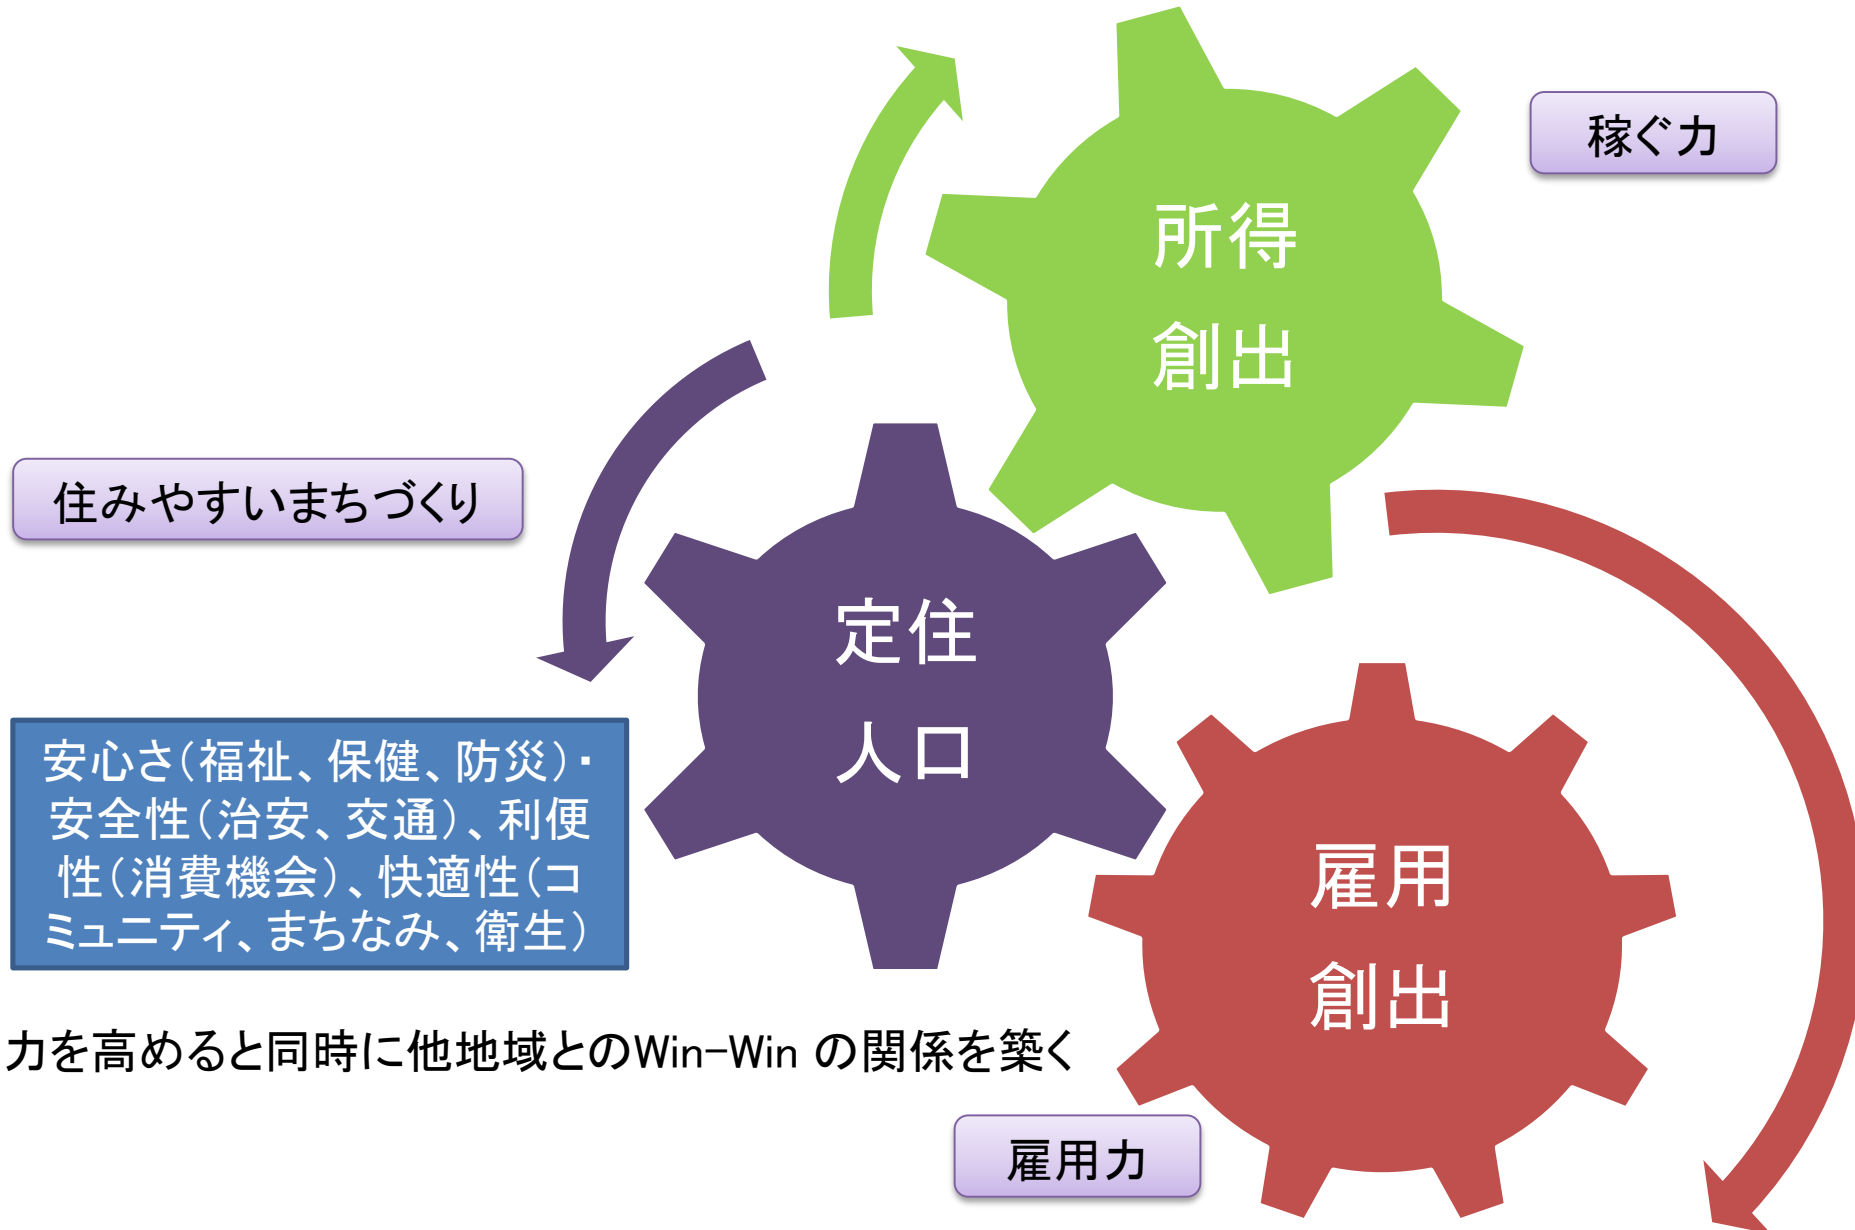 稼ぐ力
所得
創出
住みやすいまちづくり
定住
人口
安心さ(福祉、保健、防災)・
安全性(治安、交通)、利便
性(消費機会)、快適性(コ
ミュニティ、まちなみ、衛生)
雇用
創出
力を高めると同時に他地域とのWin-Win の関係を築く
雇用力